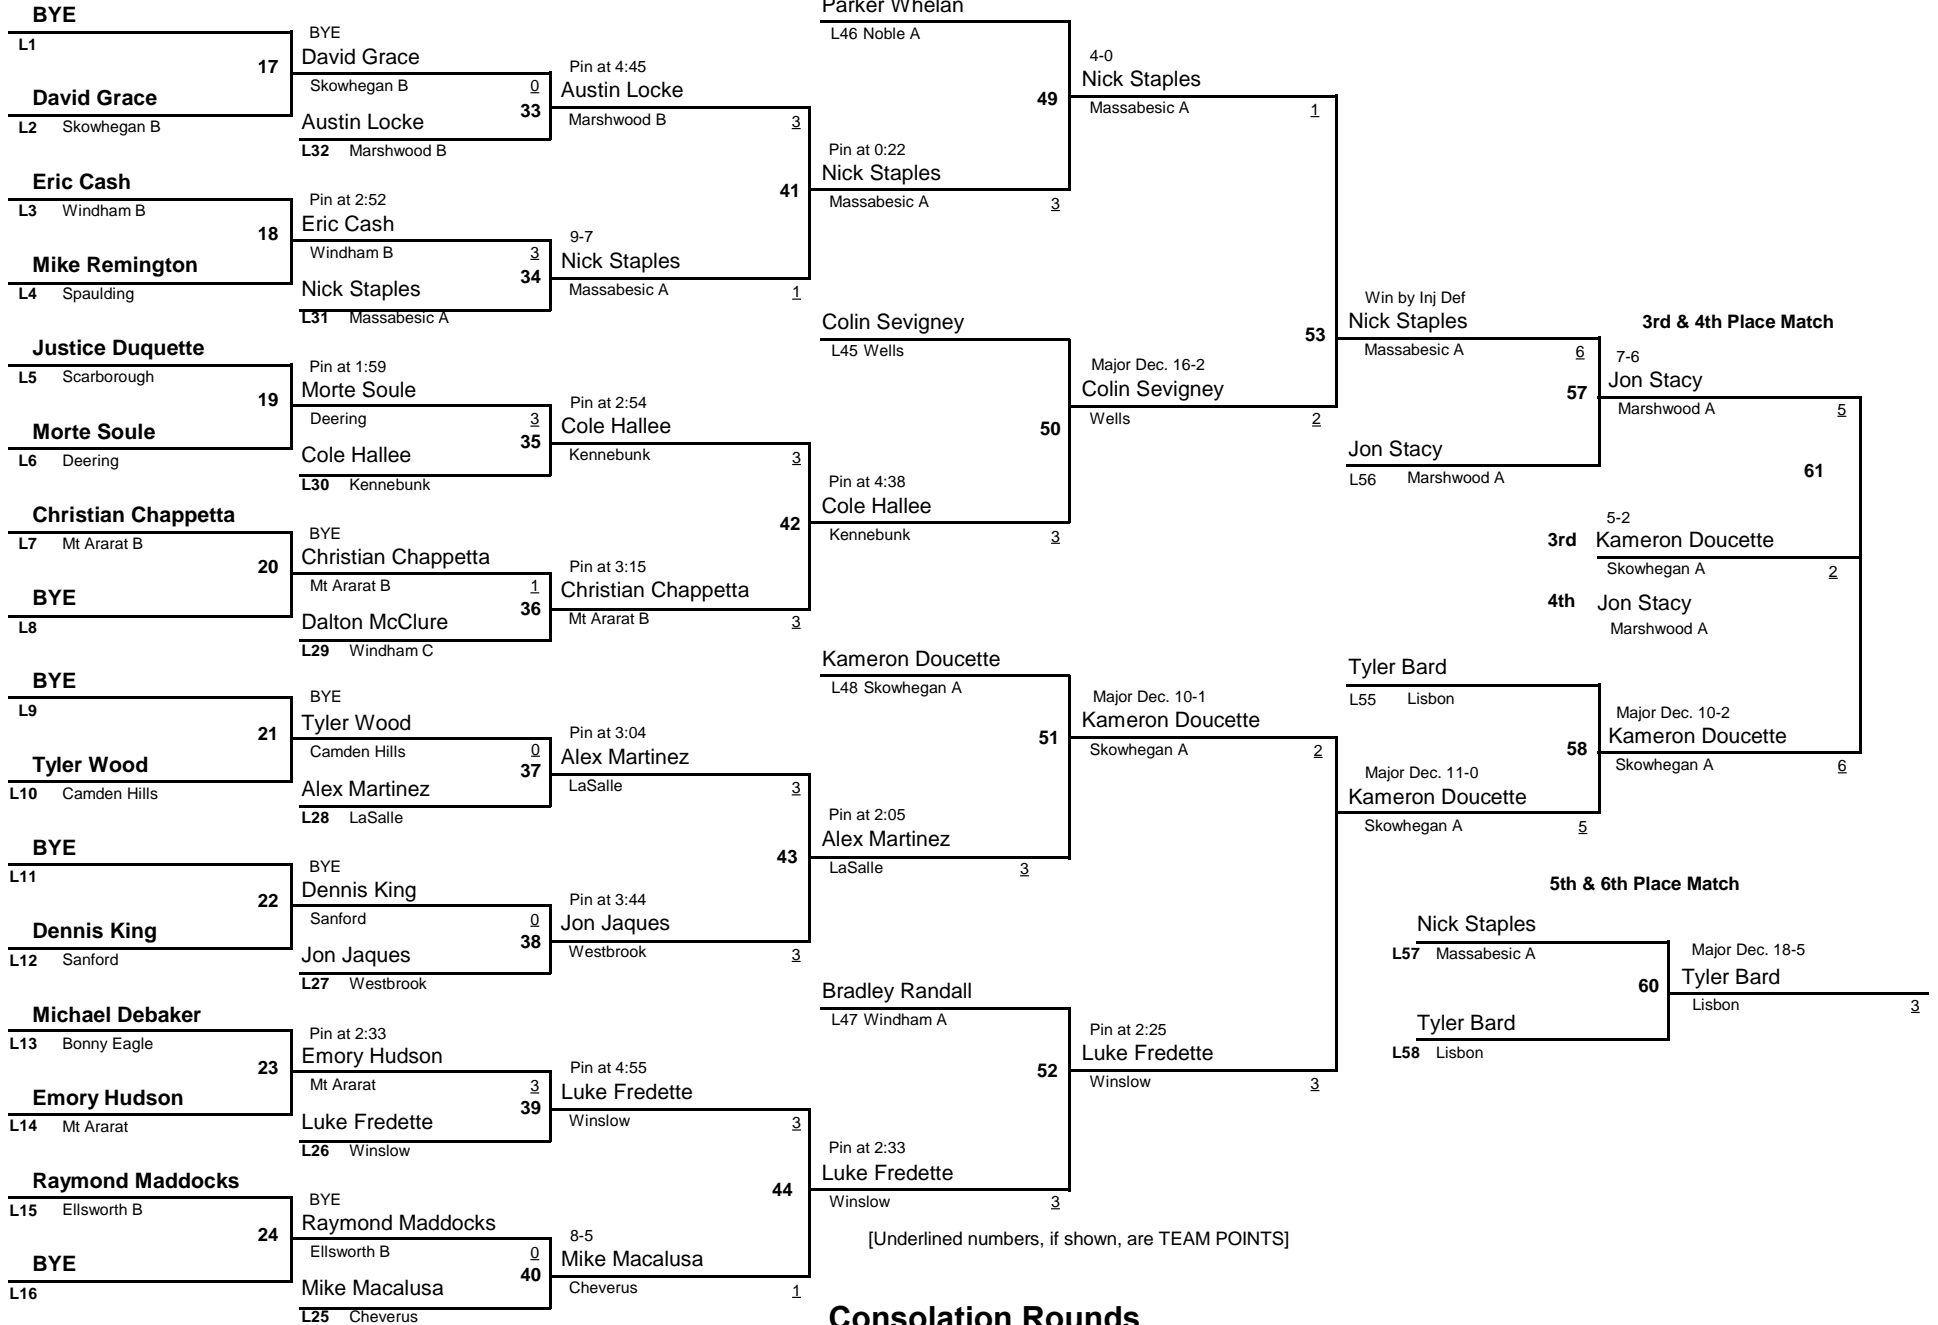 BYE
L1
17
David Grace
L2 Skowhegan B
Eric Cash
L3 Windham B
18
Mike Remington
L4 Spaulding
Justice Duquette
L5 Scarborough
19
Morte Soule
L6 Deering
Christian Chappetta
L7 Mt Ararat B
20
BYE
L8
BYE
L9
21
Tyler Wood
L10 Camden Hills
BYE
L11
22
Dennis King
L12 Sanford
Michael Debaker
L13 Bonny Eagle
23
Emory Hudson
L14 Mt Ararat
Raymond Maddocks
L15 Ellsworth B
24
BYE
L16
BYE
David Grace
Skowhegan B 0
33
Austin Locke
L32 Marshwood B
Pin at 2:52
Eric Cash
Windham B 3
34
Nick Staples
L31 Massabesic A
Pin at 1:59
Morte Soule
Deering 3
35
Cole Hallee
L30 Kennebunk
BYE
Christian Chappetta
Mt Ararat B 1
36
Dalton McClure
L29 Windham C
BYE
Tyler Wood
Camden Hills 0
37
Alex Martinez
L28 LaSalle
BYE
Dennis King
Sanford 0
38
Jon Jaques
L27 Westbrook
Pin at 2:33
Emory Hudson
Mt Ararat 3
39
Luke Fredette
L26 Winslow
BYE
Raymond Maddocks
Ellsworth B 0
40
Mike Macalusa
L25 Cheverus
Pin at 4:45
Austin Locke
Marshwood B 3
41
9-7
Nick Staples
Massabesic A 1
Pin at 2:54
Cole Hallee
Kennebunk 3
42
Pin at 3:15
Christian Chappetta
Mt Ararat B 3
Pin at 3:04
Alex Martinez
LaSalle 3
43
Pin at 3:44
Jon Jaques
Westbrook 3
Pin at 4:55
Luke Fredette
Winslow 3
44
8-5
Mike Macalusa
Cheverus 1
Parker Whelan
L46 Noble A
49
Pin at 0:22
Nick Staples
Massabesic A 3
Colin Sevigney
L45 Wells
50
Pin at 4:38
Cole Hallee
Kennebunk 3
Kameron Doucette
L48 Skowhegan A
51
Pin at 2:05
Alex Martinez
LaSalle 3
Bradley Randall
L47 Windham A
52
Pin at 2:33
Luke Fredette
Winslow 3
[Underlined numbers, if shown, are TEAM POINTS]
Consolation Rounds
4-0
Nick Staples
Massabesic A 1
53
Major Dec. 16-2
Colin Sevigney
Wells 2
Major Dec. 10-1
Kameron Doucette
Skowhegan A 2
Pin at 2:25
Luke Fredette
Winslow 3
Win by Inj Def
Nick Staples
Massabesic A 6
57
Jon Stacy
L56 Marshwood A
Tyler Bard
L55 Lisbon
58
Major Dec. 11-0
Kameron Doucette
Skowhegan A 5
3rd & 4th Place Match
7-6
Jon Stacy
Marshwood A 5
61
5-2
3rd Kameron Doucette
Skowhegan A 2
4th Jon Stacy
Marshwood A
Major Dec. 10-2
Kameron Doucette
Skowhegan A 6
5th & 6th Place Match
Nick Staples
L57 Massabesic A
60
Tyler Bard
L58 Lisbon
Major Dec. 18-5
Tyler Bard
Lisbon 3